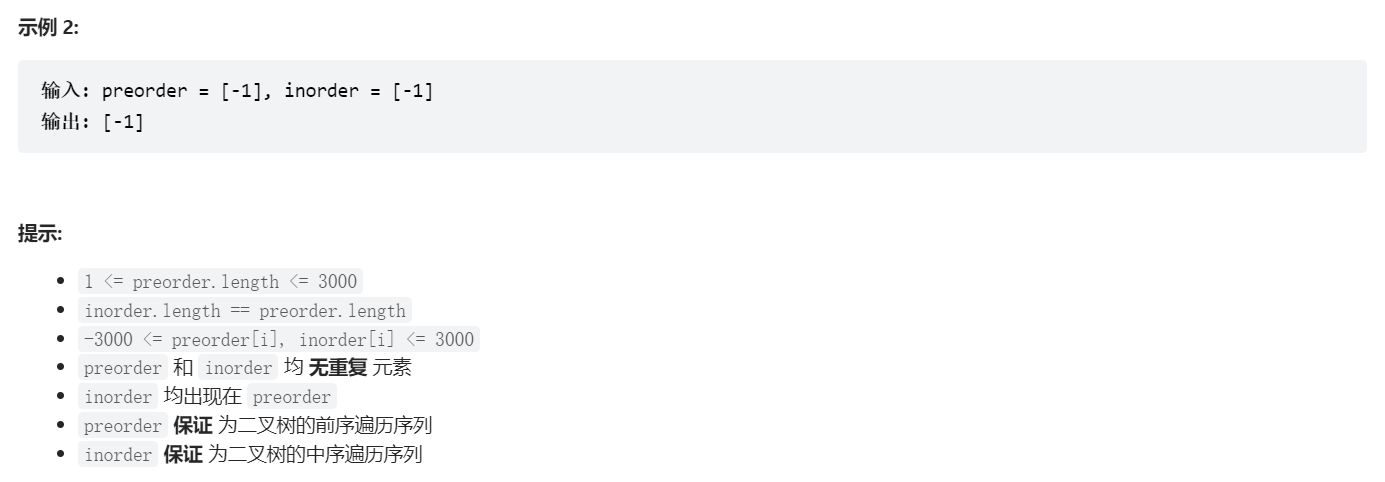 示例 2:
输入：preorder = [-1], inorder = [-1]
输出：[-1]
提示:
1 <= preorder.length <= 3000
inorder.length == preorder.length
-3000 <= preorder[i], inorder[i] <= 3000
preorder 和 inorder 均 无重复 元素
inorder 均出现在 preorder
preorder 保证 为二叉树的前序遍历序列
inorder 保证 为二叉树的中序遍历序列